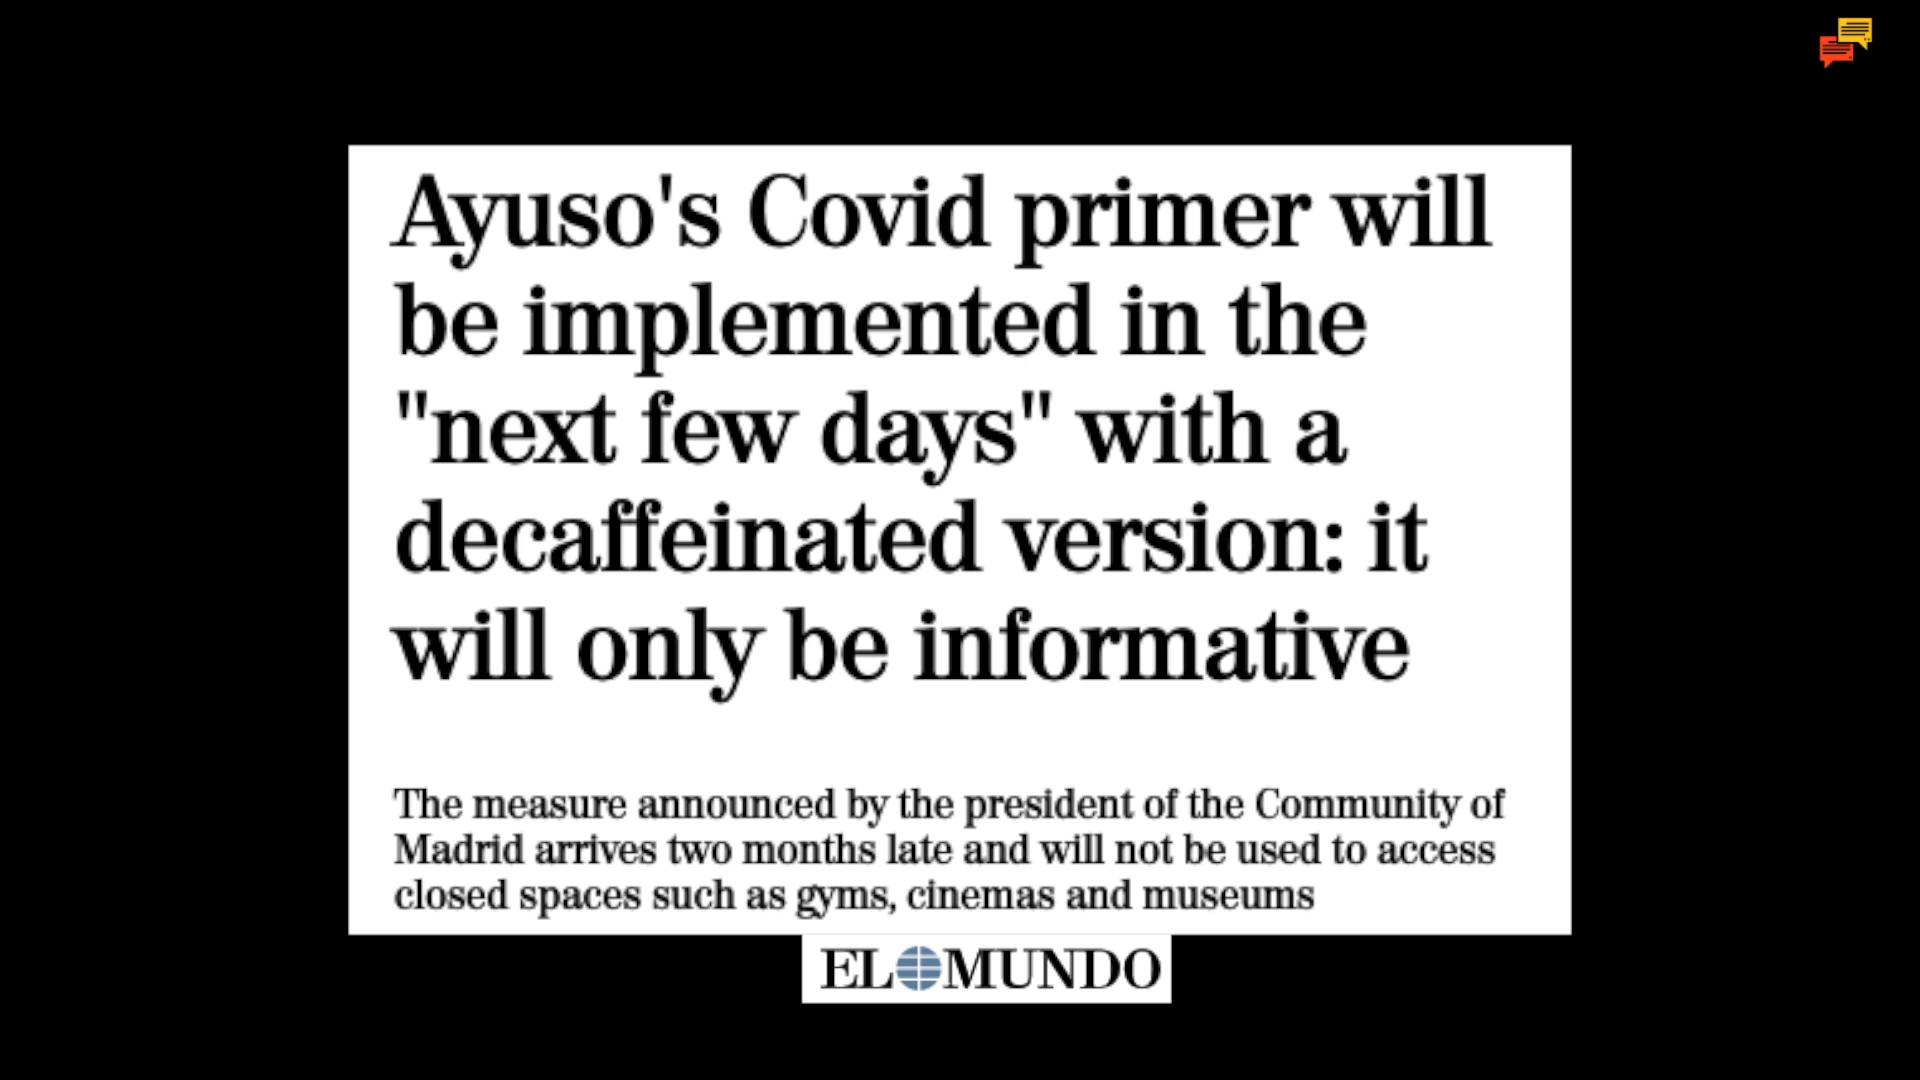 Ayuso's Covid primer will
be implemented in the
"next few days" with a
decaffeinated version: it
will only be informative
The measure announced by the president of the Community of
Madrid arrives two months late and will not be used to access
closed spaces such as gyms, cinemas and museums
EL MUNDO